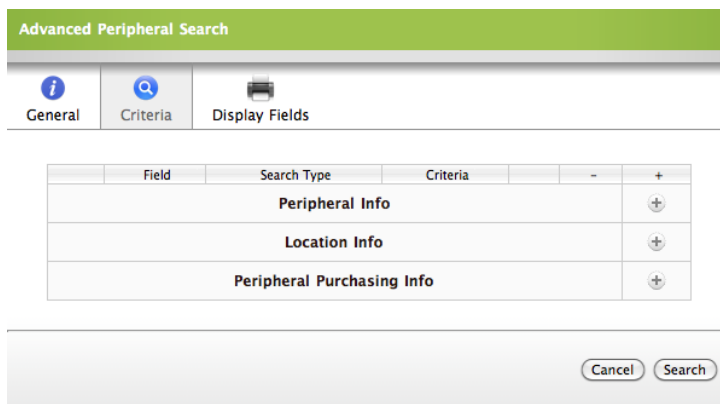 Advanced Peripheral Search
General Criteria Display Fields
Field Search Type Criteria - +
Peripheral Info
Location Info
Peripheral Purchasing Info
Cancel Search